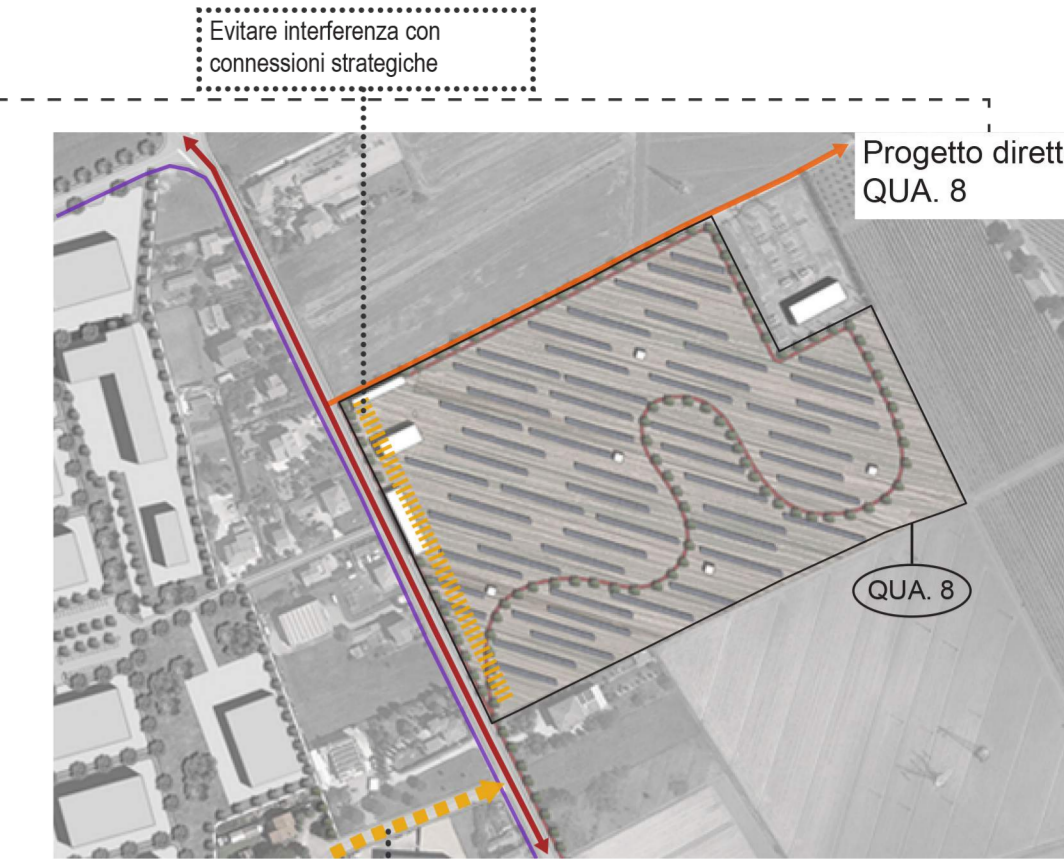 Evitare interferenza con
connessioni strategiche
Progetto dirett
QUA. 8
QUA. 8